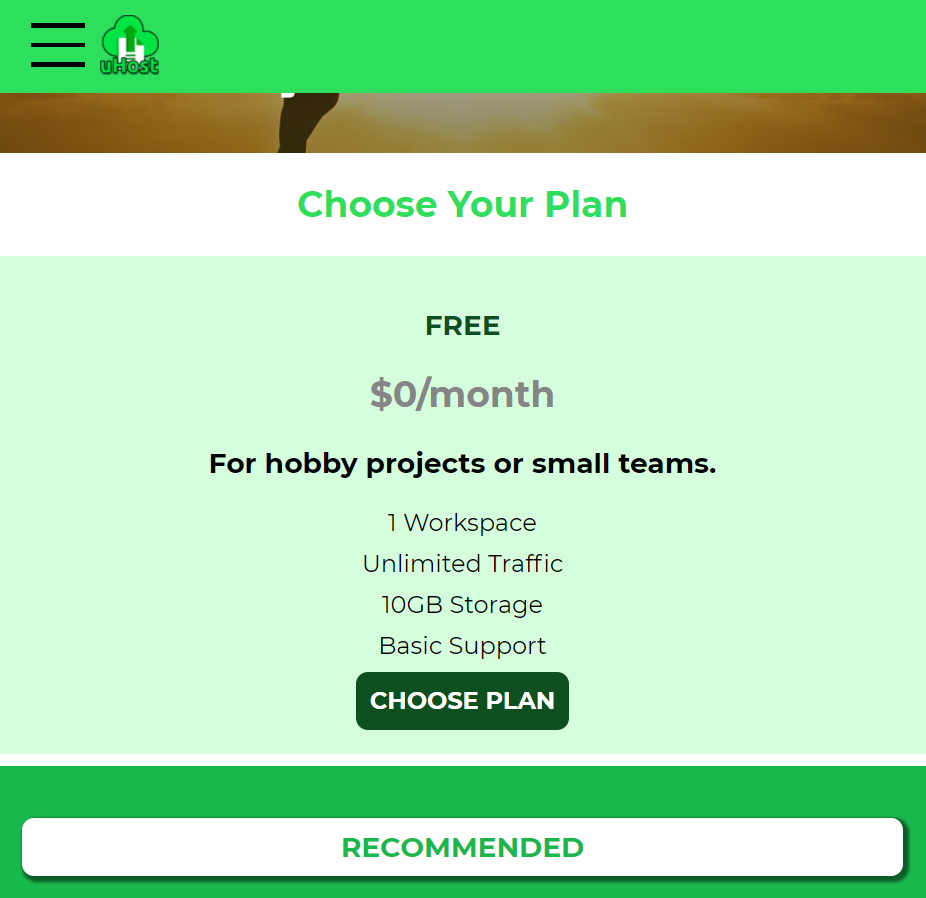 uHost
Choose Your Plan
FREE
$0/month
For hobby projects or small teams.
1 Workspace
Unlimited Traffic
10GB Storage
Basic Support
CHOOSE PLAN
RECOMMENDED